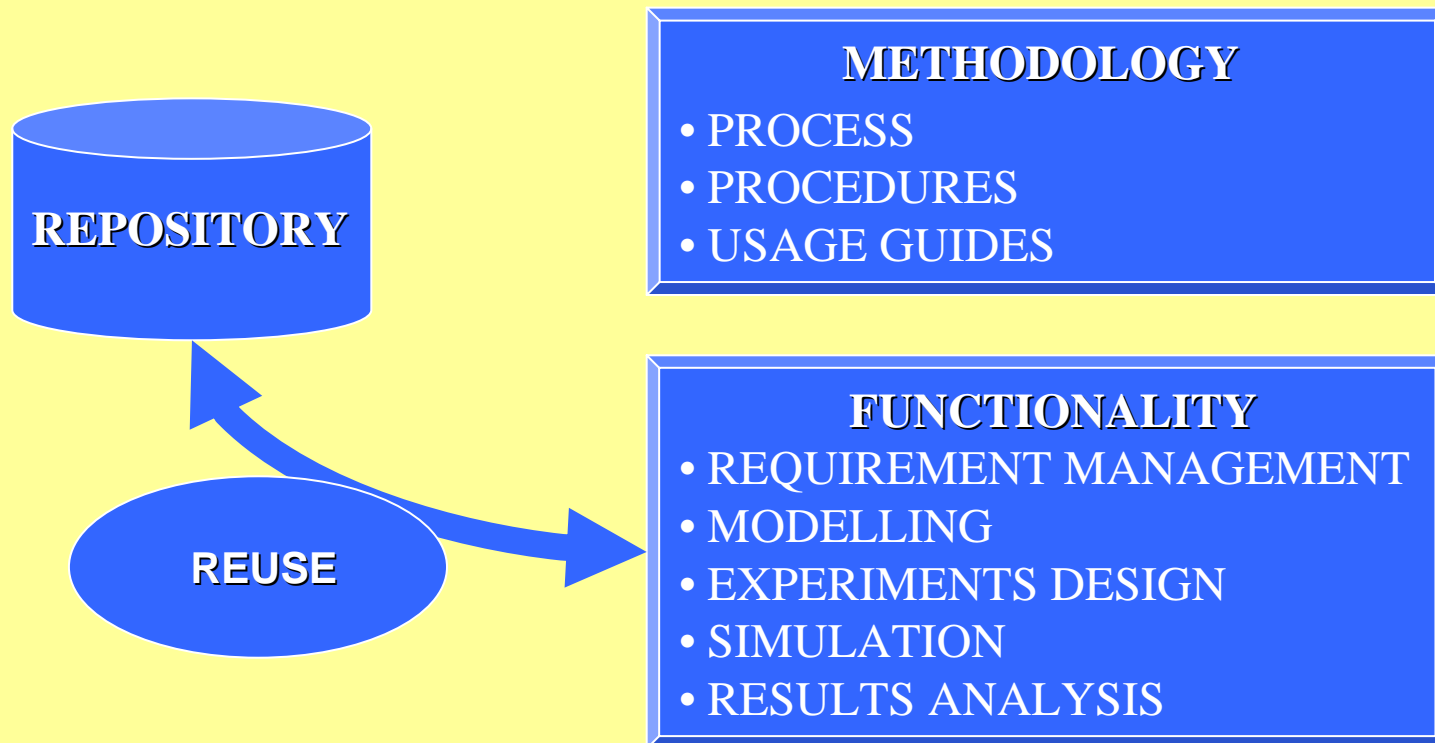 METHODOLOGY
• PROCESS
• PROCEDURES
• USAGE GUIDES
REPOSITORY
FUNCTIONALITY
• REQUIREMENT MANAGEMENT
• MODELLING
• EXPERIMENTS DESIGN
• SIMULATION
• RESULTS ANALYSIS
REUSE